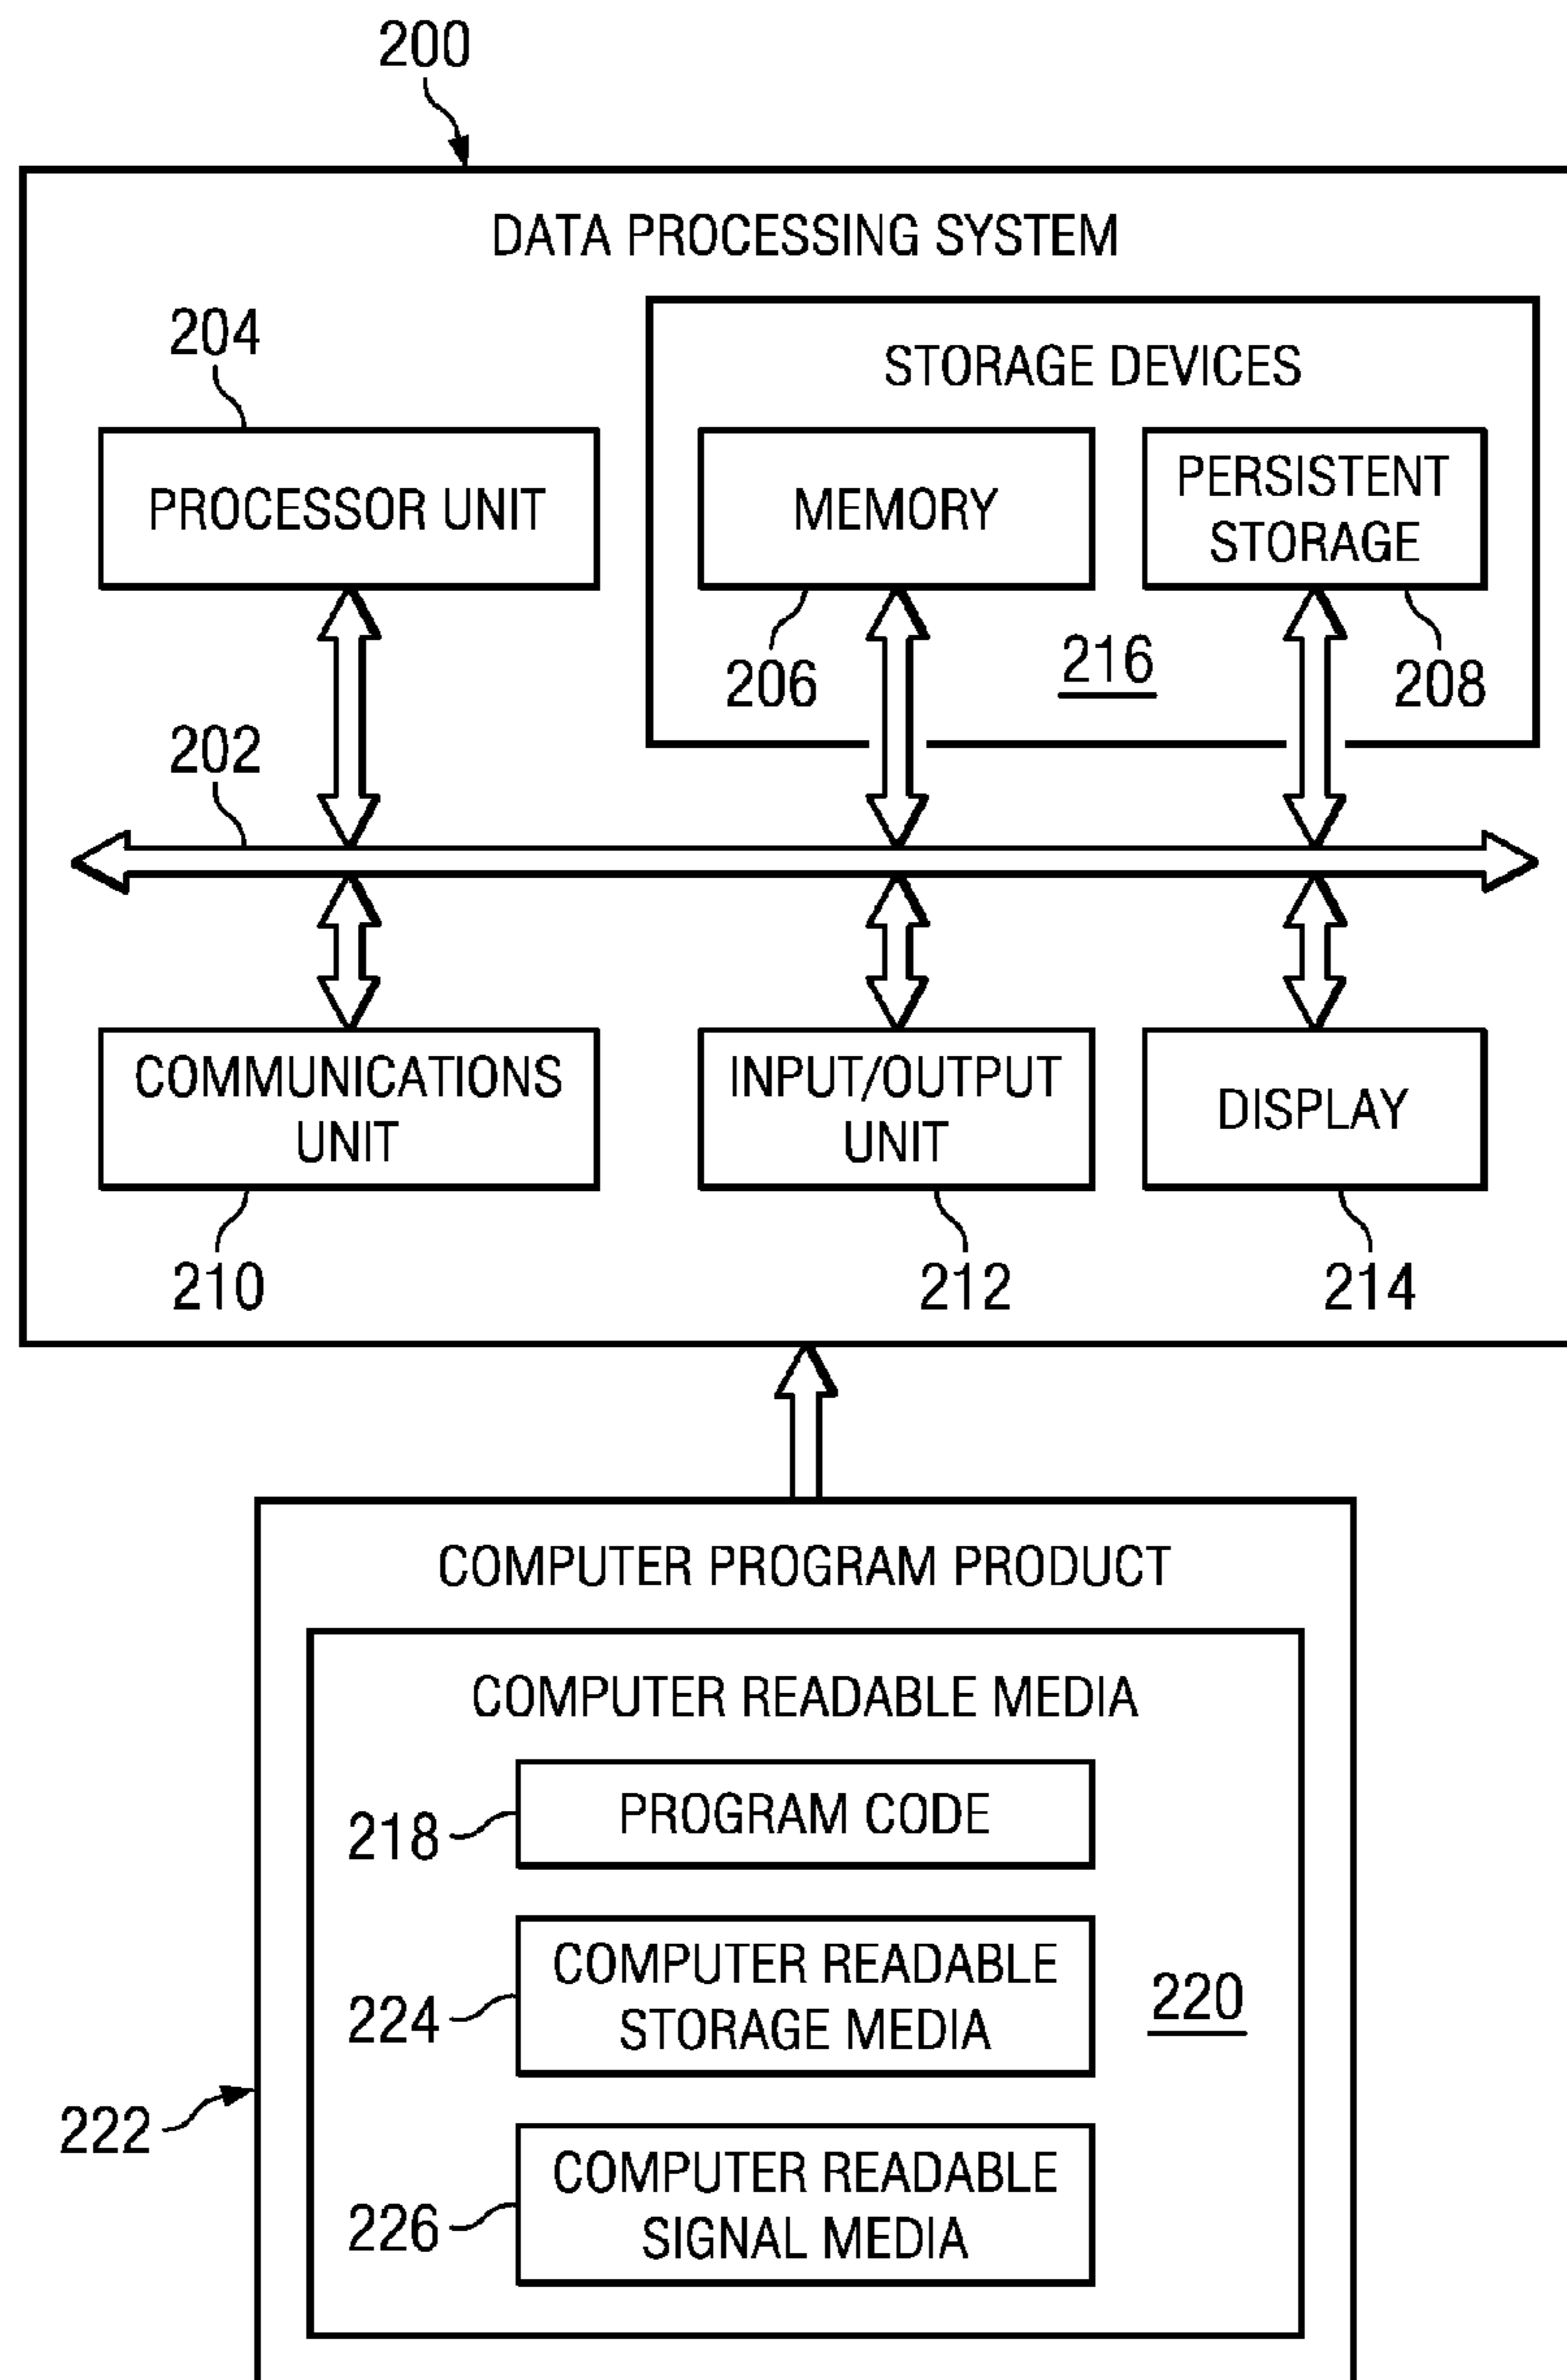 200
DATA PROCESSING SYSTEM
204
STORAGE DEVICES
PROCESSOR UNIT
MEMORY
PERSISTENT
STORAGE
206
216
208
202
COMMUNICATIONS
UNIT
INPUT/OUTPUT
UNIT
DISPLAY
210
212
214
COMPUTER PROGRAM PRODUCT
COMPUTER READABLE MEDIA
218
PROGRAM CODE
224
COMPUTER READABLE
STORAGE MEDIA
220
222
226
COMPUTER READABLE
SIGNAL MEDIA